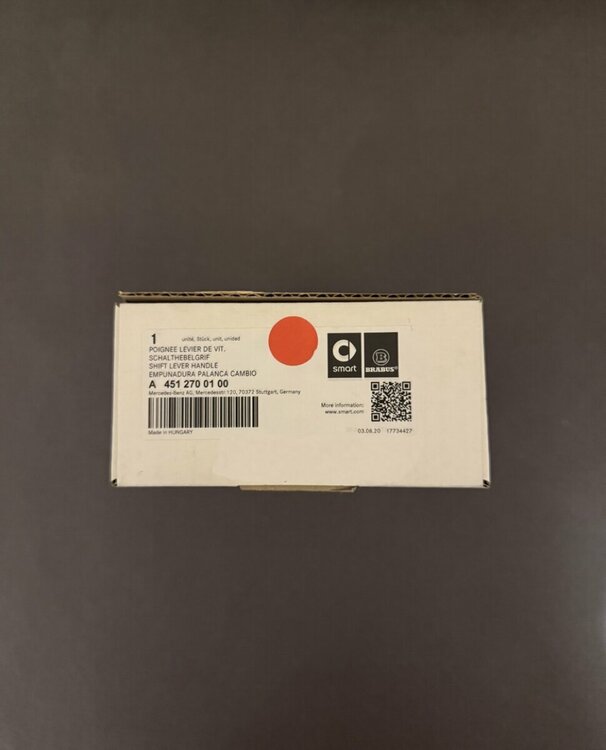 1 unité, Stück, unit, unidad
POIGNEE LEVIER DE VIT.
SCHALTHEBELGRIF
SHIFT LEVER HANDLE
EMPUNADURA PALANCA CAMBIO
A 451 270 01 00
Mercedes-Benz AG, Mercedesstr.120, 70372 Stuttgart, Germany
Made in HUNGARY
smart
B
BRABUS®
More information:
www.smart.com
03.08.20 17734427